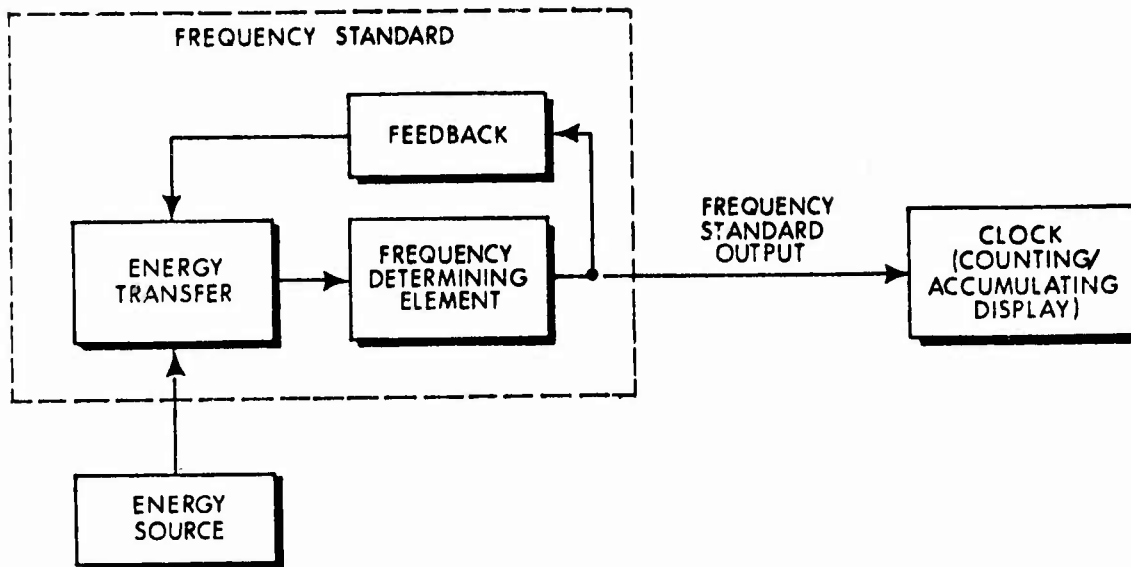 FREQUENCY STANDARD
FEEDBACK
ENERGY
TRANSFER
FREQUENCY
DETERMINING
ELEMENT
FREQUENCY
STANDARD
OUTPUT
CLOCK
(COUNTING/
ACCUMULATING
DISPLAY)
ENERGY
SOURCE